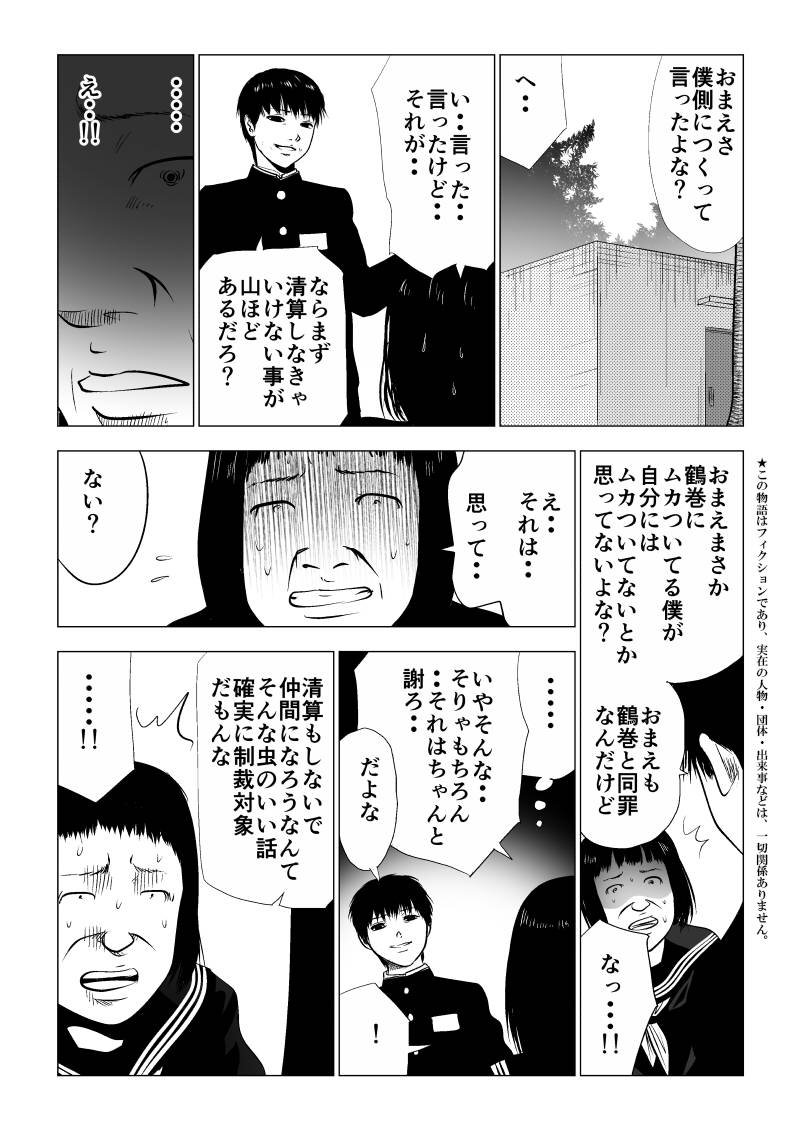 おまえさ
僕側につくって
言ったよな？
へ・・
い・・言った・・
言ったけど・・
それが・・
ならまず
清算しなきゃ
いけない事が
山ほど
あるだろ？
・・・・・
え・・!!
おまえまさか
鶴巻に
ムカついてる僕が
自分には
ムカついてないとか
思ってないよな？
おまえも
鶴巻と同罪
なんだけど
なっ・・!!
え・・
それは・・
思って・・
ない？
・・・・・
いやそんな・・
そりゃもちろん
・・それはちゃんと
謝ろ・・
だよな
！
清算もしないで
仲間になろうなんて
そんな虫のいい話
確実に制裁対象
だもんな
・・・・・!!
★この物語はフィクションであり、実在の人物・団体・出来事などは、一切関係ありません。